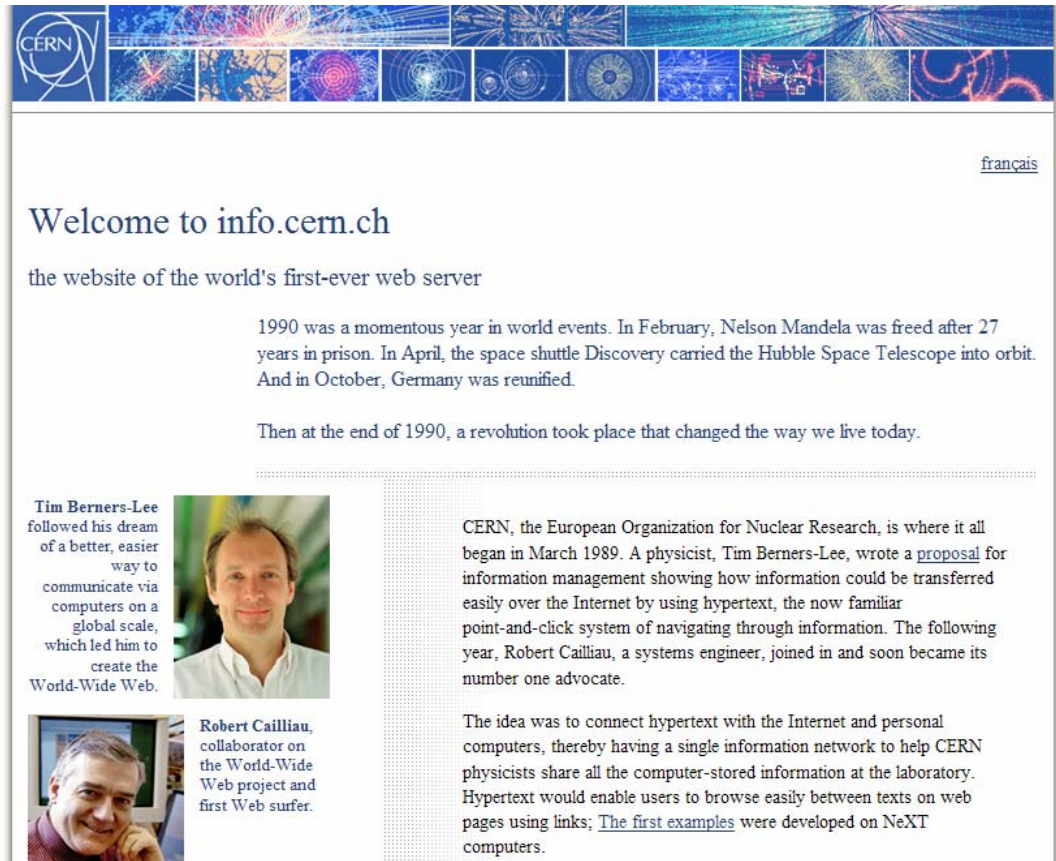 CERN
français
Welcome to info.cern.ch
the website of the world's first-ever web server
1990 was a momentous year in world events. In February, Nelson Mandela was freed after 27
years in prison. In April, the space shuttle Discovery carried the Hubble Space Telescope into orbit.
And in October, Germany was reunified.
Then at the end of 1990, a revolution took place that changed the way we live today.
Tim Berners-Lee
followed his dream
of a better, easier
way to
communicate via
computers on a
global scale,
which led him to
create the
World-Wide Web.
Robert Cailliau,
collaborator on
the World-Wide
Web project and
first Web surfer.
CERN, the European Organization for Nuclear Research, is where it all
began in March 1989. A physicist, Tim Berners-Lee, wrote a proposal for
information management showing how information could be transferred
easily over the Internet by using hypertext, the now familiar
point-and-click system of navigating through information. The following
year, Robert Cailliau, a systems engineer, joined in and soon became its
number one advocate.
The idea was to connect hypertext with the Internet and personal
computers, thereby having a single information network to help CERN
physicists share all the computer-stored information at the laboratory.
Hypertext would enable users to browse easily between texts on web
pages using links; The first examples were developed on NeXT
computers.